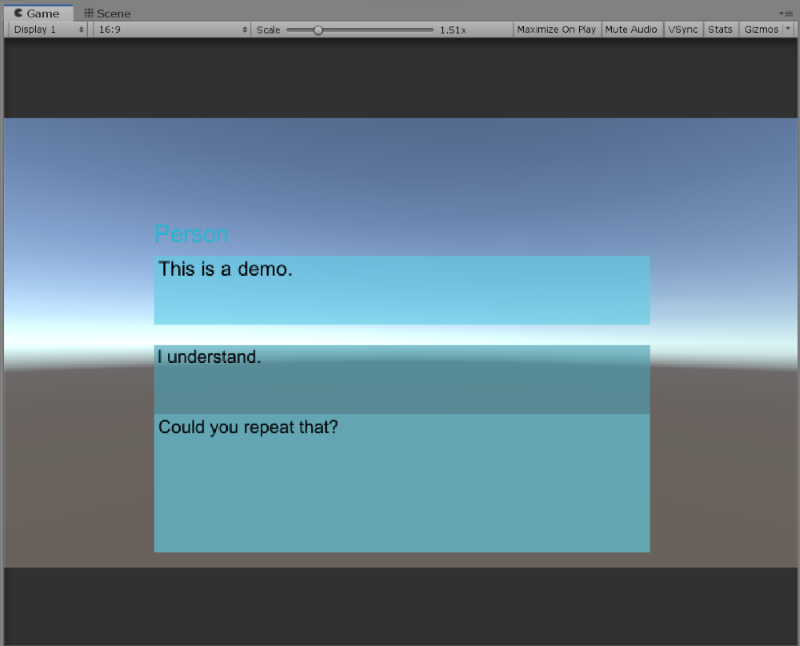 Game Scene
Display 1 16:9 Scale 1.51x Maximize On Play Mute Audio VSync Stats Gizmos
Person
This is a demo.
I understand.
Could you repeat that?